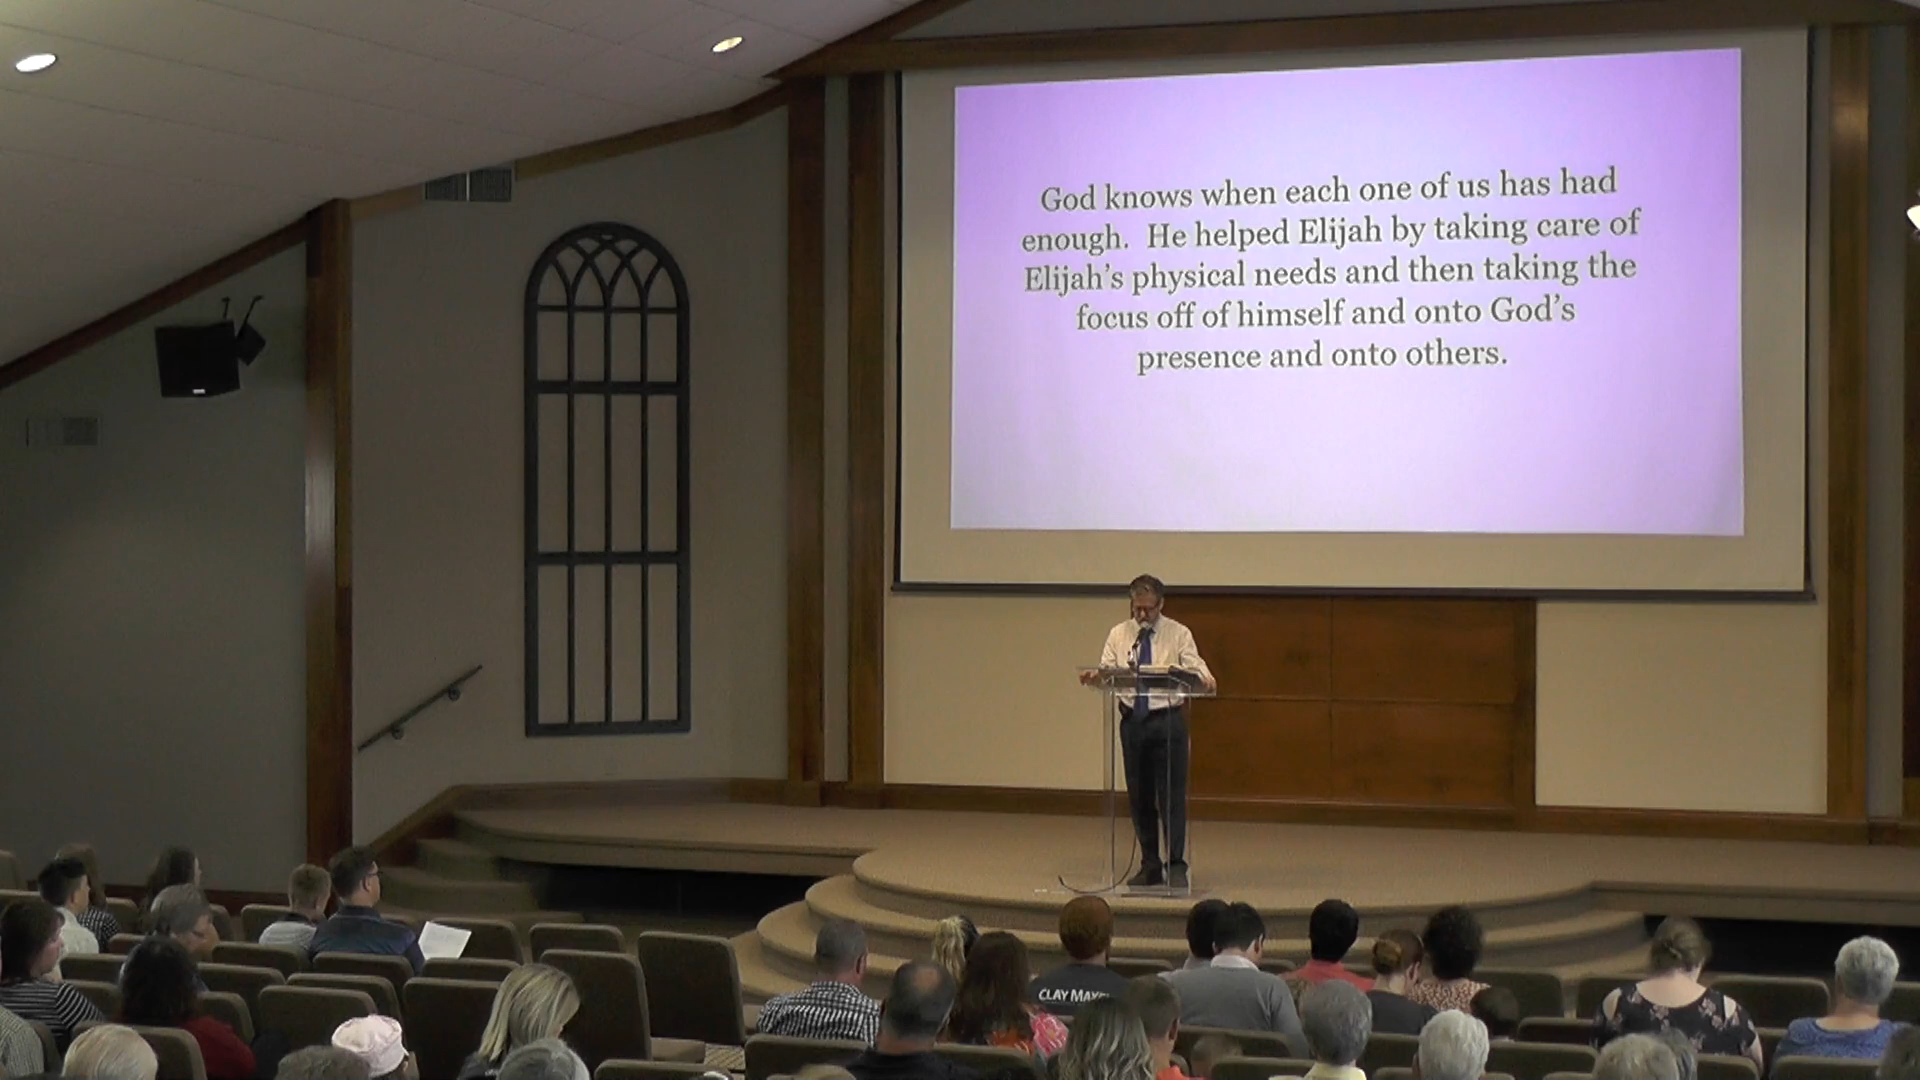 God knows when each one of us has had
enough.  He helped Elijah by taking care of
Elijah’s physical needs and then taking the
focus off of himself and onto God’s
presence and onto others.
CLAY